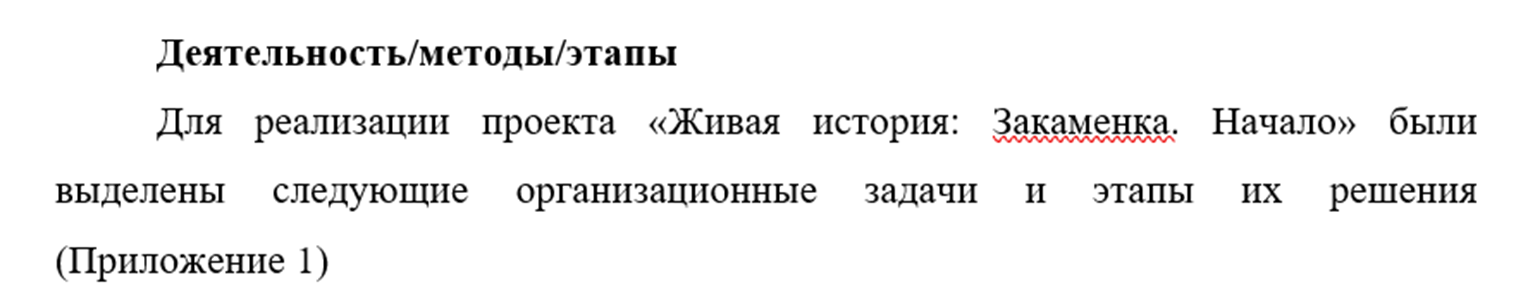 Деятельность/методы/этапы
Для реализации проекта «Живая история: Закаменка. Начало» были
выделены следующие организационные задачи и этапы их решения
(Приложение 1)